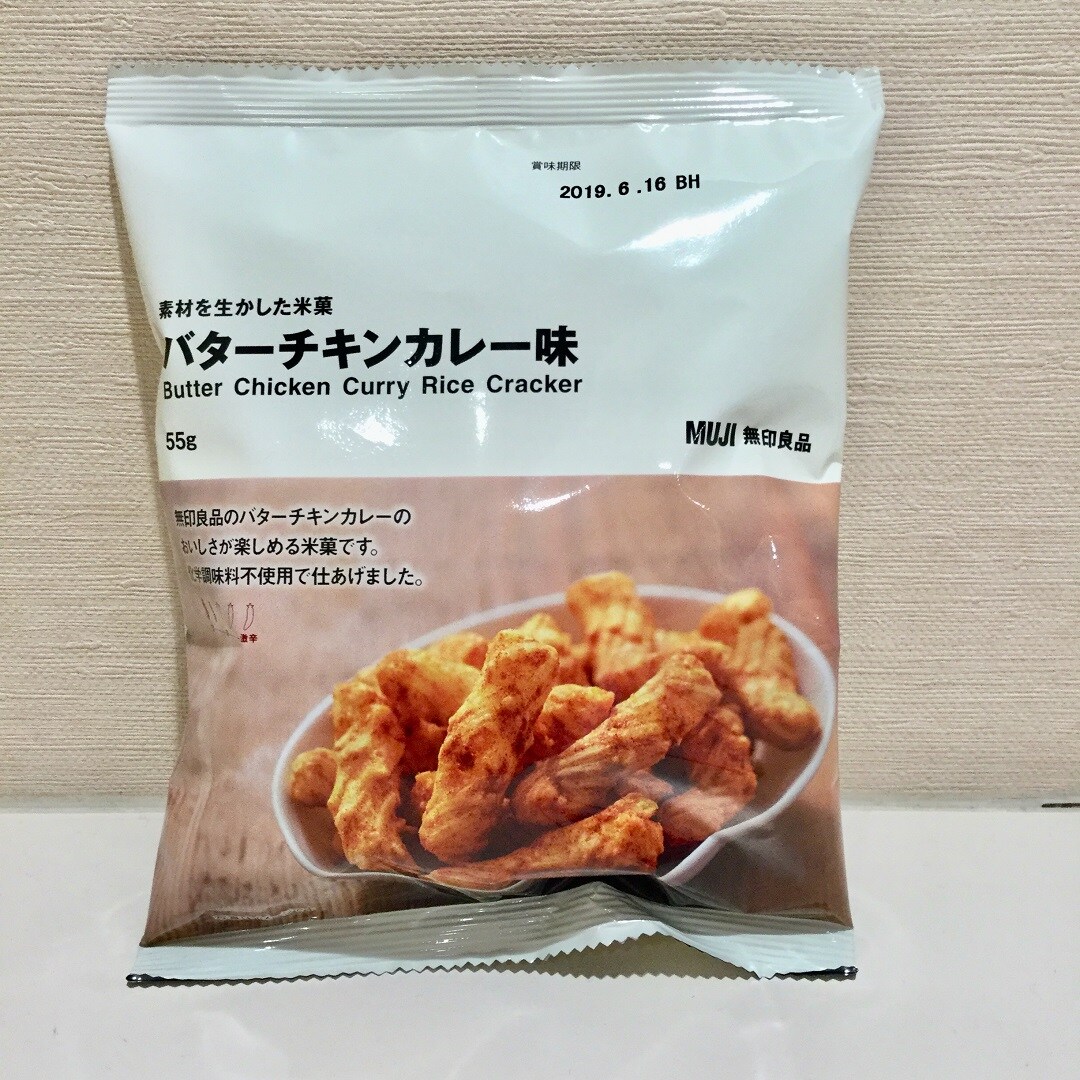 賞味期限
2019.6.16 BH
素材を生かした米菓
バターチキンカレー味
Butter Chicken Curry Rice Cracker
55g
MUJI 無印良品
無印良品のバターチキンカレーの
おいしさが楽しめる米菓です。
化学調味料不使用で仕あげました。
激辛